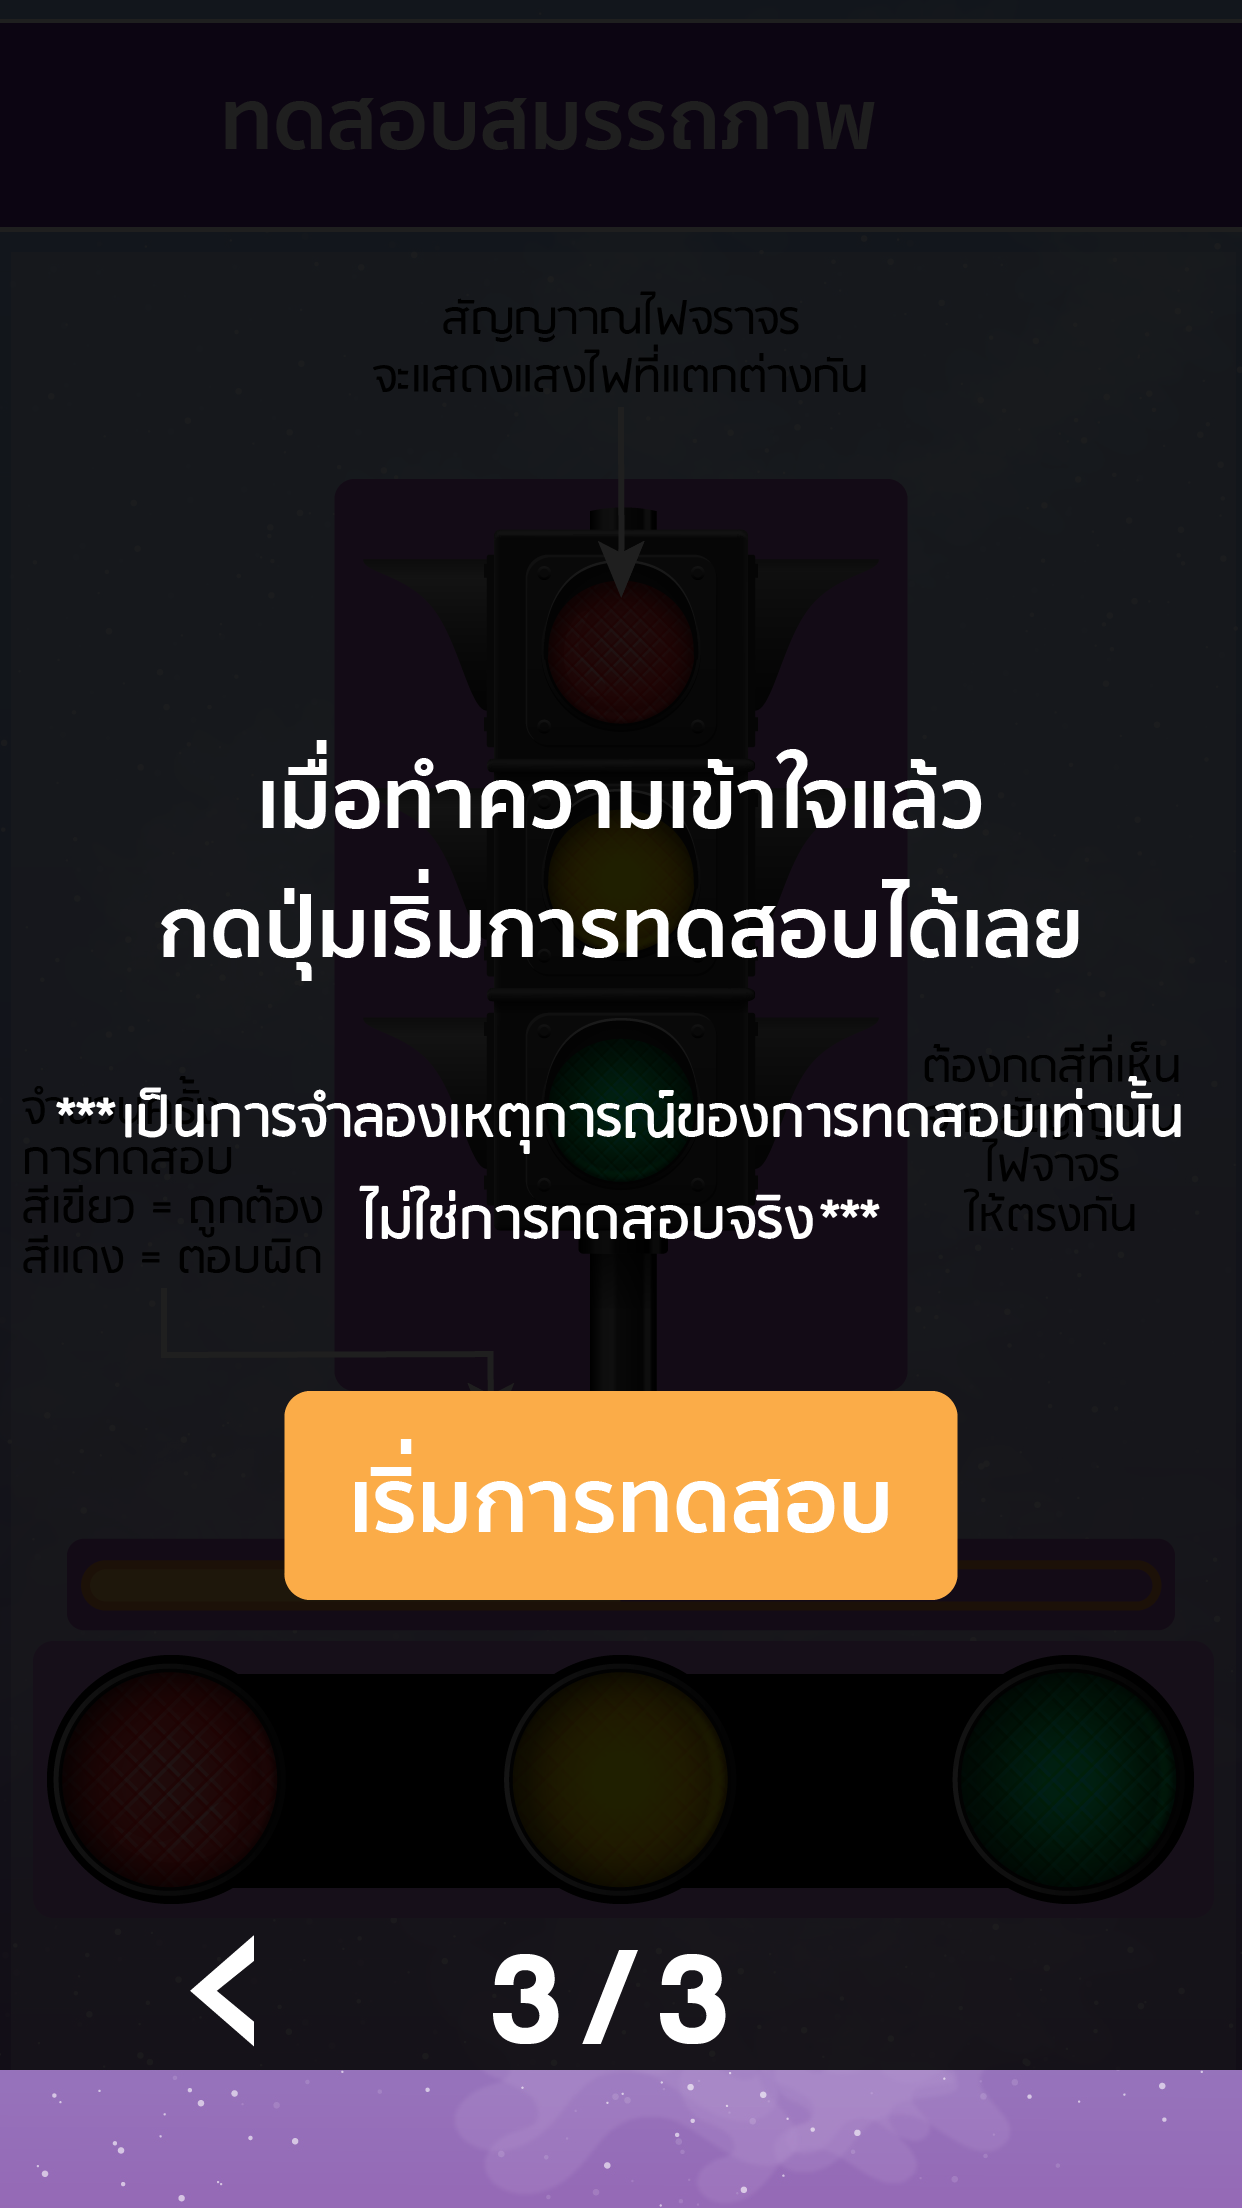 ทดสอบสมรรถภาพ
สัญญาาณไฟจราจร
จะแสดงแสงไฟที่แตกต่างกัน
เมื่อทำความเข้าใจแล้ว
กดปุ่มเริ่มการทดสอบได้เลย
ต้องกดสีที่เห็น
***เป็นการจำลองเหตุการณ์ของการทดสอบเท่านั้น
การทดสอบ
ไฟจาจร
สีเขียว = ถูกต้อง
ให้ตรงกัน
ไม่ใช่การทดสอบจริง***
สีแดง = ตอบผิด
เริ่มการทดสอบ
<
3/3